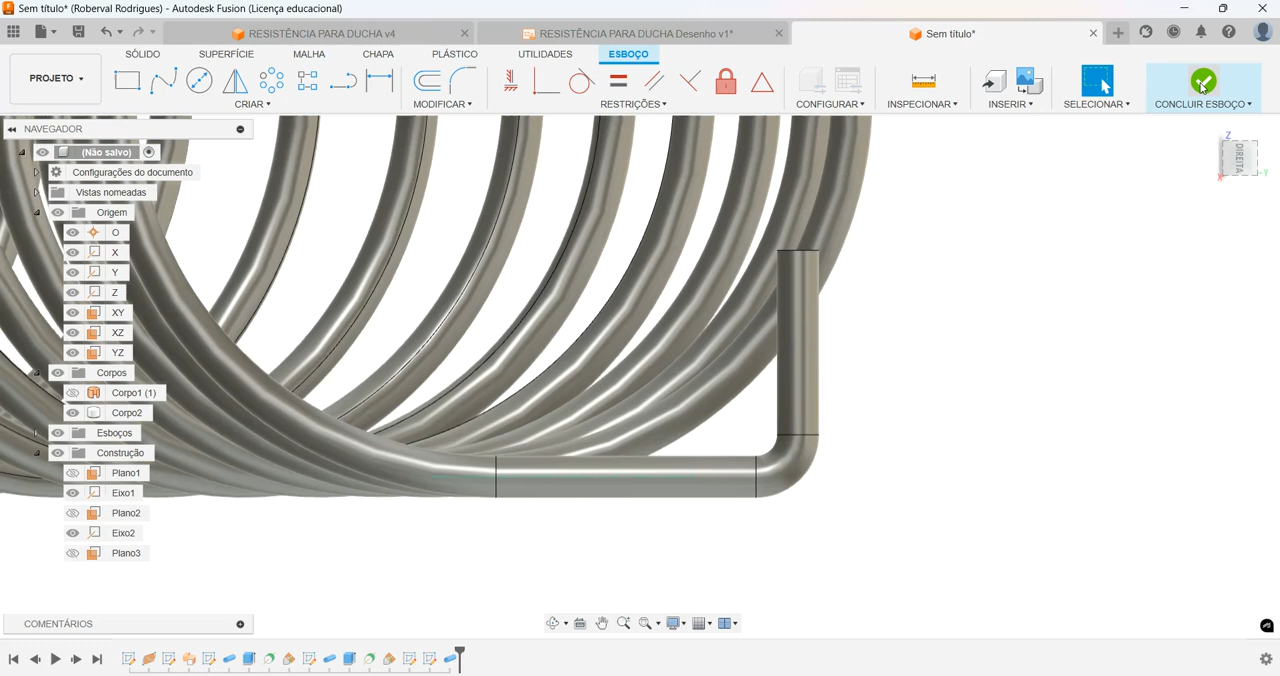 Sem título* (Roberval Rodrigues) - Autodesk Fusion (Licença educacional)
RESISTÊNCIA PARA DUCHA v4
RESISTÊNCIA PARA DUCHA Desenho v1*
Sem título*
SÓLIDO
SUPERFÍCIE
MALHA
CHAPA
PLÁSTICO
UTILIDADES
ESBOÇO
PROJETO
CRIAR
MODIFICAR
RESTRIÇÕES
CONFIGURAR
INSPECIONAR
INSERIR
SELECIONAR
CONCLUIR ESBOÇO
NAVEGADOR
(Não salvo)
Configurações do documento
Vistas nomeadas
Origem
O
X
Y
Z
XY
XZ
YZ
Corpos
Corpo1 (1)
Corpo2
Esboços
Construção
Plano1
Eixo1
Plano2
Eixo2
Plano3
Z
DIREITA
X
-Y
COMENTÁRIOS